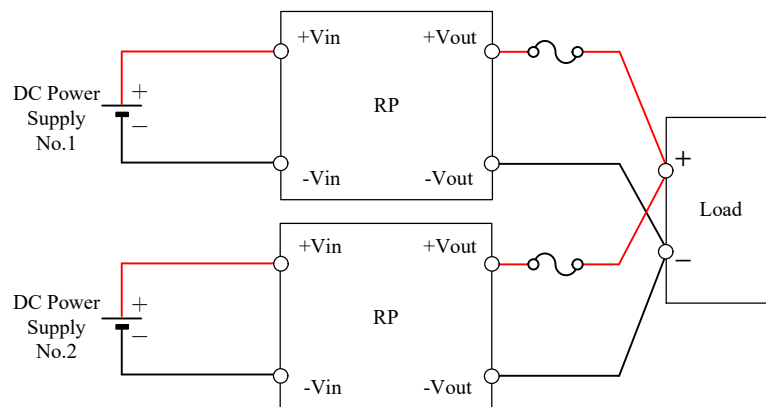 +Vin
+Vout
DC Power
Supply
No.1
+
−
RP
-Vin
-Vout
+
Load
−
+Vin
+Vout
DC Power
Supply
No.2
+
−
RP
-Vin
-Vout